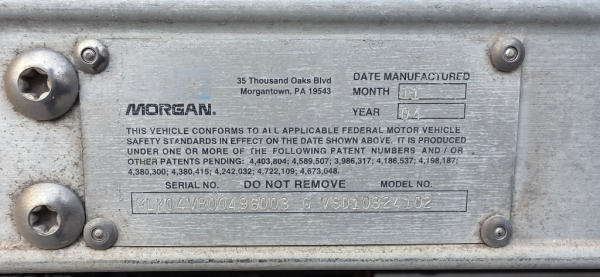 35 Thousand Oaks Blvd
Morgantown, PA 19543
DATE MANUFACTURED
MONTH 11
YEAR 04
MORGAN.
THIS VEHICLE CONFORMS TO ALL APPLICABLE FEDERAL MOTOR VEHICLE
SAFETY STANDARDS IN EFFECT ON THE DATE SHOWN ABOVE. IT IS PRODUCED
UNDER ONE OR MORE OF THE FOLLOWING PATENT NUMBERS AND / OR
OTHER PATENTS PENDING: 4,403,804; 4,589,507; 3,986,317; 4,186,537; 4,198,187;
4,380,300; 4,380,415; 4,242,032; 4,722,109; 4,673,048.
SERIAL NO. DO NOT REMOVE MODEL NO.